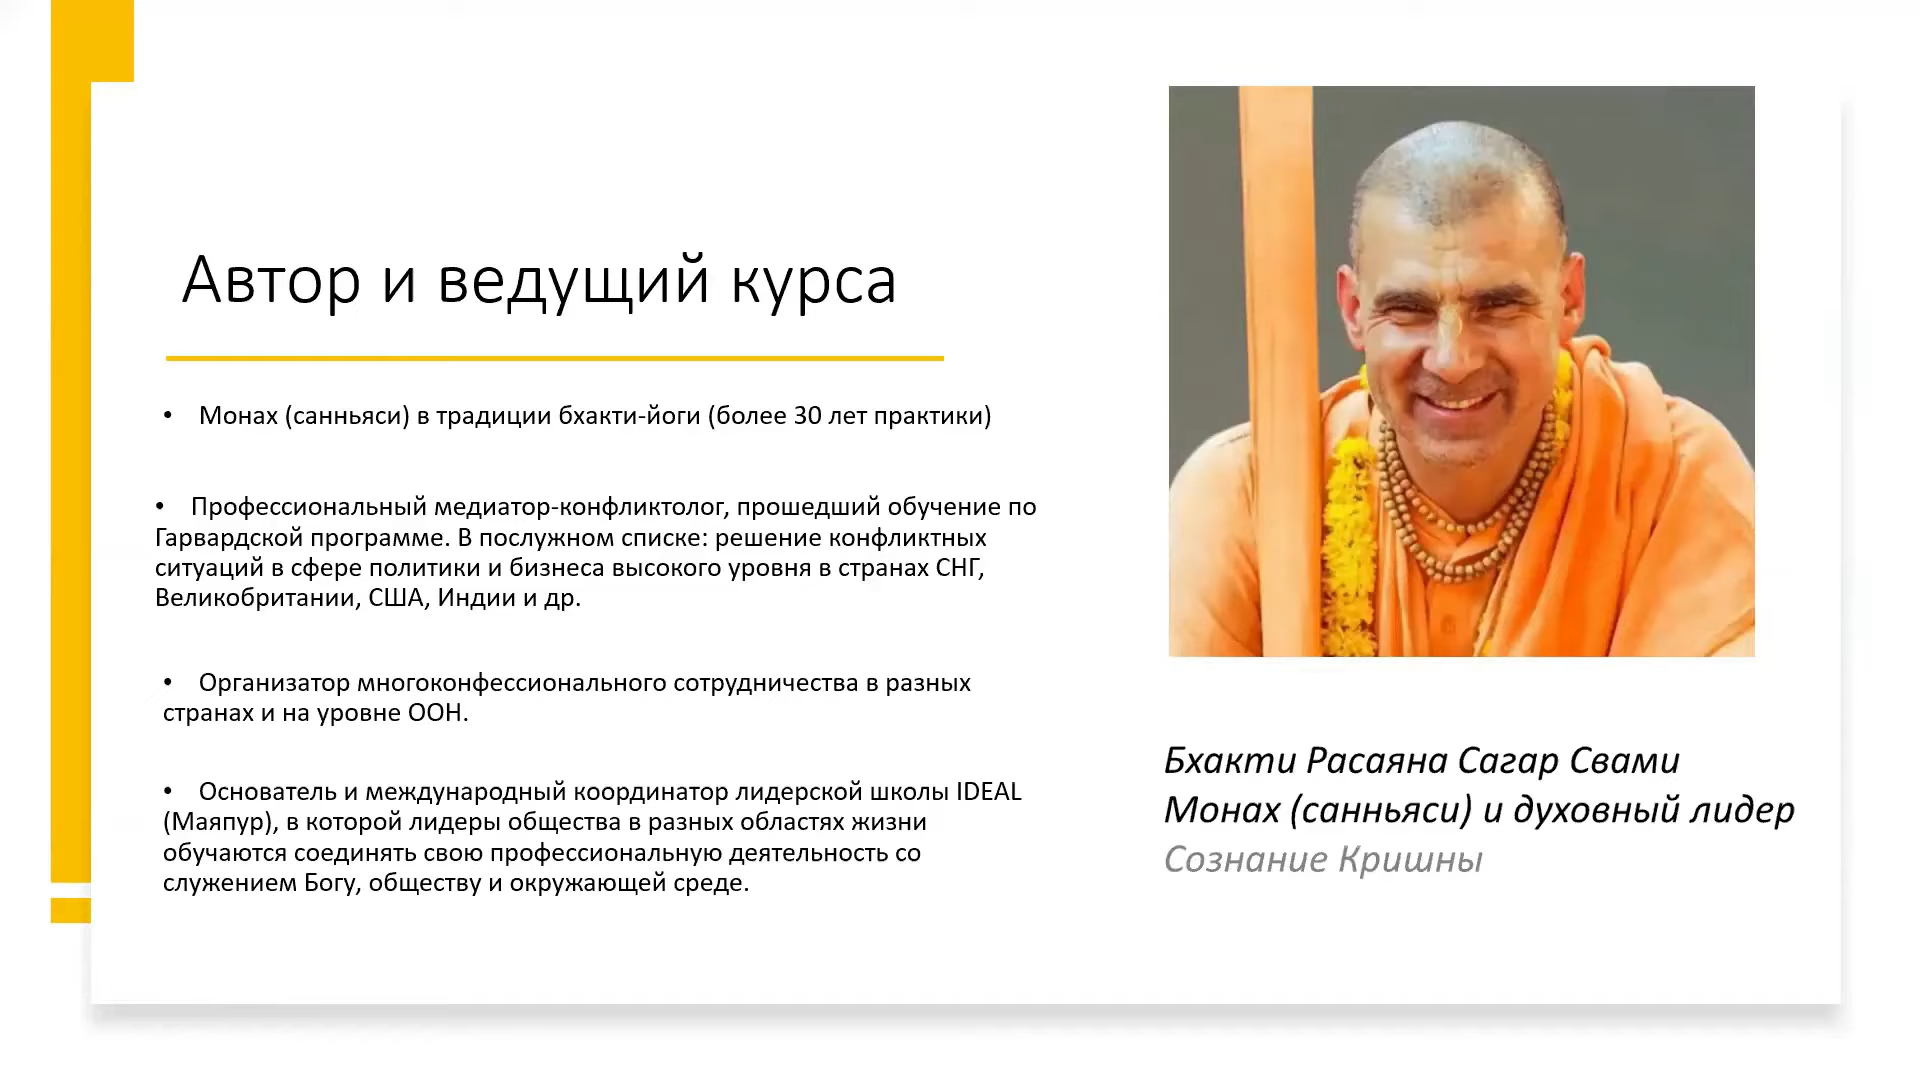 Автор и ведущий курса
• Монах (санньяси) в традиции бхакти-йоги (более 30 лет практики)
• Профессиональный медиатор-конфликтолог, прошедший обучение по
Гарвардской программе. В послужном списке: решение конфликтных
ситуаций в сфере политики и бизнеса высокого уровня в странах СНГ,
Великобритании, США, Индии и др.
• Организатор многоконфессионального сотрудничества в разных
странах и на уровне ООН.
• Основатель и международный координатор лидерской школы IDEAL
(Маяпур), в которой лидеры общества в разных областях жизни
обучаются соединять свою профессиональную деятельность со
служением Богу, обществу и окружающей среде.
Бхакти Расаяна Сагар Свами
Монах (санньяси) и духовный лидер
Сознание Кришны